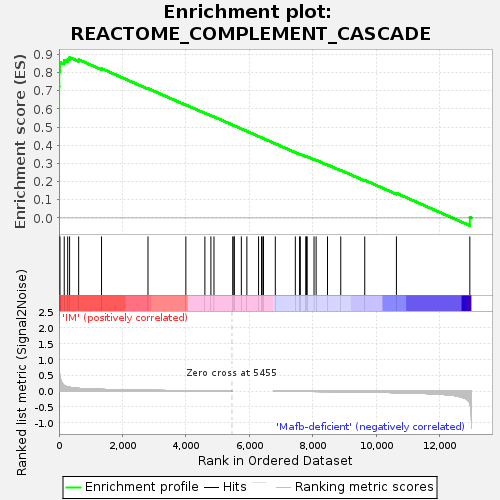 Enrichment plot:
REACTOME_COMPLEMENT_CASCADE
Enrichment score (ES)
0.9
0.8
0.7
0.6
0.5
0.4
0.3
0.2
0.1
0.0
'IM' (positively correlated)
Ranked list metric (Signal2Noise)
2.5
2.0
1.5
1.0
0.5
0.0
-0.5
-1.0
Zero cross at 5455
'Mafb-deficient' (negatively correlated)
0 2,000 4,000 6,000 8,000 10,000 12,000
Rank in Ordered Dataset
Enrichment profile Hits Ranking metric scores